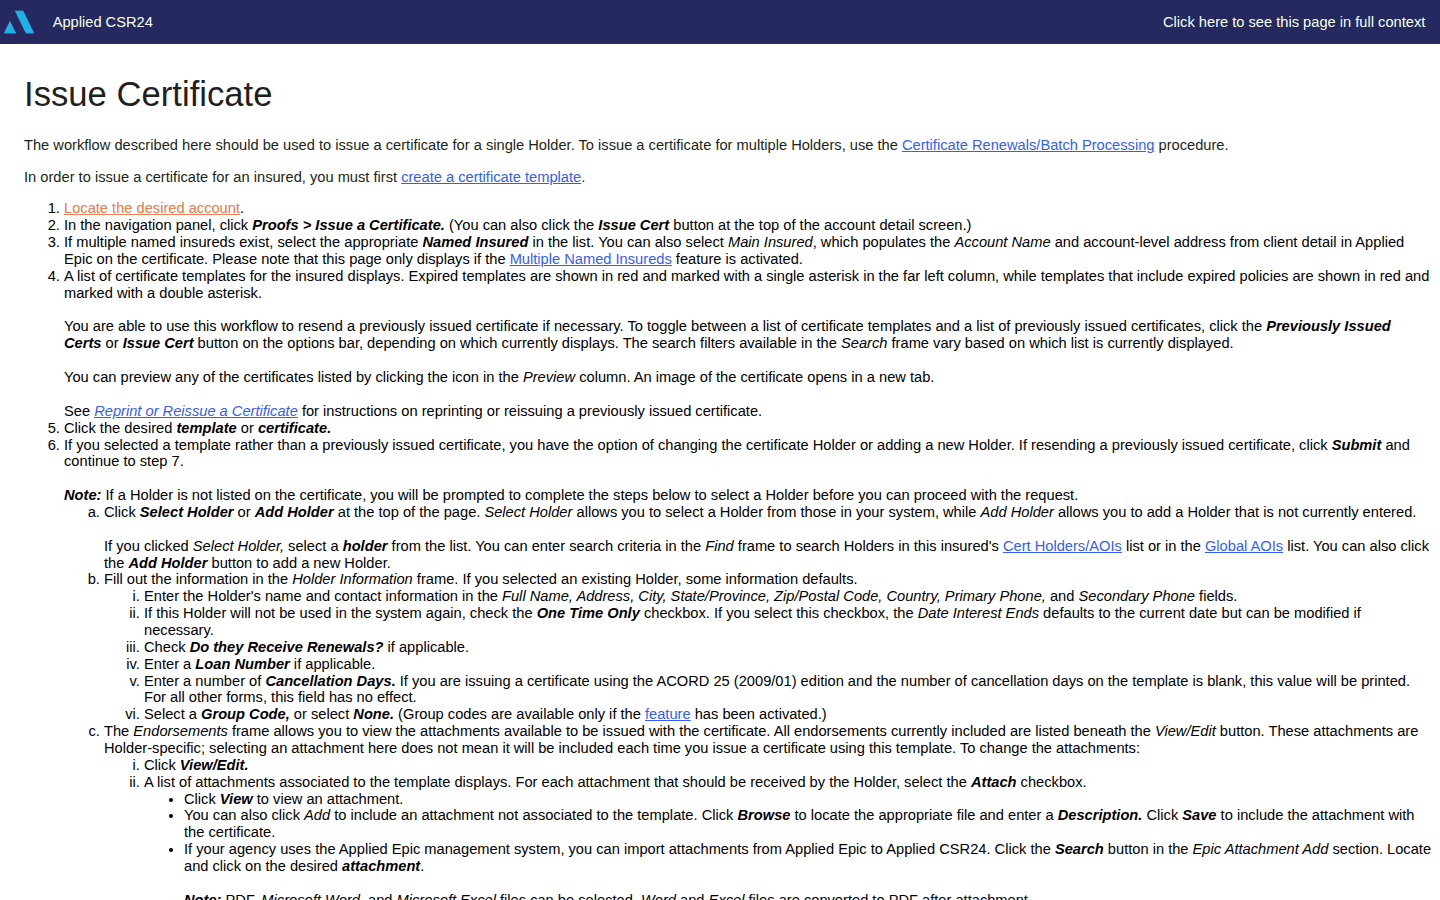 Applied CSR24
Click here to see this page in full context
Issue Certificate
The workflow described here should be used to issue a certificate for a single Holder. To issue a certificate for multiple Holders, use the Certificate Renewals/Batch Processing procedure.
In order to issue a certificate for an insured, you must first create a certificate template.
1. Locate the desired account.
2. In the navigation panel, click Proofs > Issue a Certificate. (You can also click the Issue Cert button at the top of the account detail screen.)
3. If multiple named insureds exist, select the appropriate Named Insured in the list. You can also select Main Insured, which populates the Account Name and account-level address from client detail in Applied
Epic on the certificate. Please note that this page only displays if the Multiple Named Insureds feature is activated.
4. A list of certificate templates for the insured displays. Expired templates are shown in red and marked with a single asterisk in the far left column, while templates that include expired policies are shown in red and
marked with a double asterisk.
You are able to use this workflow to resend a previously issued certificate if necessary. To toggle between a list of certificate templates and a list of previously issued certificates, click the Previously Issued
Certs or Issue Cert button on the options bar, depending on which currently displays. The search filters available in the Search frame vary based on which list is currently displayed.
You can preview any of the certificates listed by clicking the icon in the Preview column. An image of the certificate opens in a new tab.
See Reprint or Reissue a Certificate for instructions on reprinting or reissuing a previously issued certificate.
5. Click the desired template or certificate.
6. If you selected a template rather than a previously issued certificate, you have the option of changing the certificate Holder or adding a new Holder. If resending a previously issued certificate, click Submit and
continue to step 7.
Note: If a Holder is not listed on the certificate, you will be prompted to complete the steps below to select a Holder before you can proceed with the request.
a. Click Select Holder or Add Holder at the top of the page. Select Holder allows you to select a Holder from those in your system, while Add Holder allows you to add a Holder that is not currently entered.
If you clicked Select Holder, select a holder from the list. You can enter search criteria in the Find frame to search Holders in this insured's Cert Holders/AOIs list or in the Global AOIs list. You can also click
the Add Holder button to add a new Holder.
b. Fill out the information in the Holder Information frame. If you selected an existing Holder, some information defaults.
i. Enter the Holder's name and contact information in the Full Name, Address, City, State/Province, Zip/Postal Code, Country, Primary Phone, and Secondary Phone fields.
ii. If this Holder will not be used in the system again, check the One Time Only checkbox. If you select this checkbox, the Date Interest Ends defaults to the current date but can be modified if
necessary.
iii. Check Do they Receive Renewals? if applicable.
iv. Enter a Loan Number if applicable.
v. Enter a number of Cancellation Days. If you are issuing a certificate using the ACORD 25 (2009/01) edition and the number of cancellation days on the template is blank, this value will be printed.
For all other forms, this field has no effect.
vi. Select a Group Code, or select None. (Group codes are available only if the feature has been activated.)
c. The Endorsements frame allows you to view the attachments available to be issued with the certificate. All endorsements currently included are listed beneath the View/Edit button. These attachments are
Holder-specific; selecting an attachment here does not mean it will be included each time you issue a certificate using this template. To change the attachments:
i. Click View/Edit.
ii. A list of attachments associated to the template displays. For each attachment that should be received by the Holder, select the Attach checkbox.
• Click View to view an attachment.
• You can also click Add to include an attachment not associated to the template. Click Browse to locate the appropriate file and enter a Description. Click Save to include the attachment with
the certificate.
• If your agency uses the Applied Epic management system, you can import attachments from Applied Epic to Applied CSR24. Click the Search button in the Epic Attachment Add section. Locate
and click on the desired attachment.
Note: PDF, Microsoft Word, and Microsoft Excel files can be selected. Word and Excel files are converted to PDF after attachment.